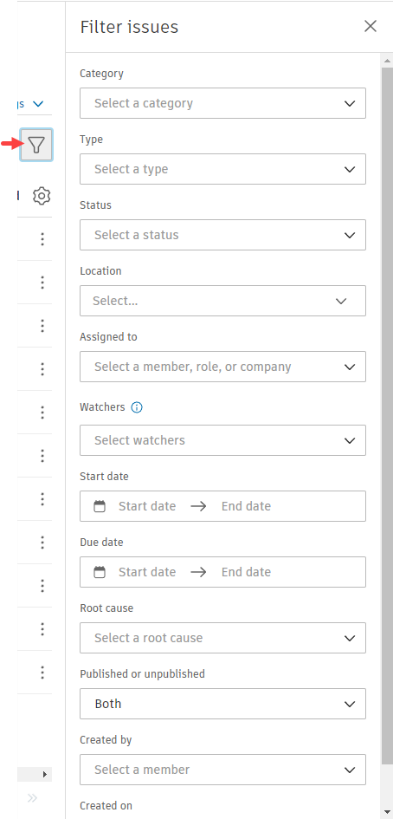 Filter issues
Category
gs
Select a category
Type
Select a type
Status
Select a status
Location
Select...
Assigned to
Select a member, role, or company
Watchers
Select watchers
Start date
Start date → End date
Due date
Start date → End date
Root cause
Select a root cause
Published or unpublished
Both
Created by
Select a member
Created on